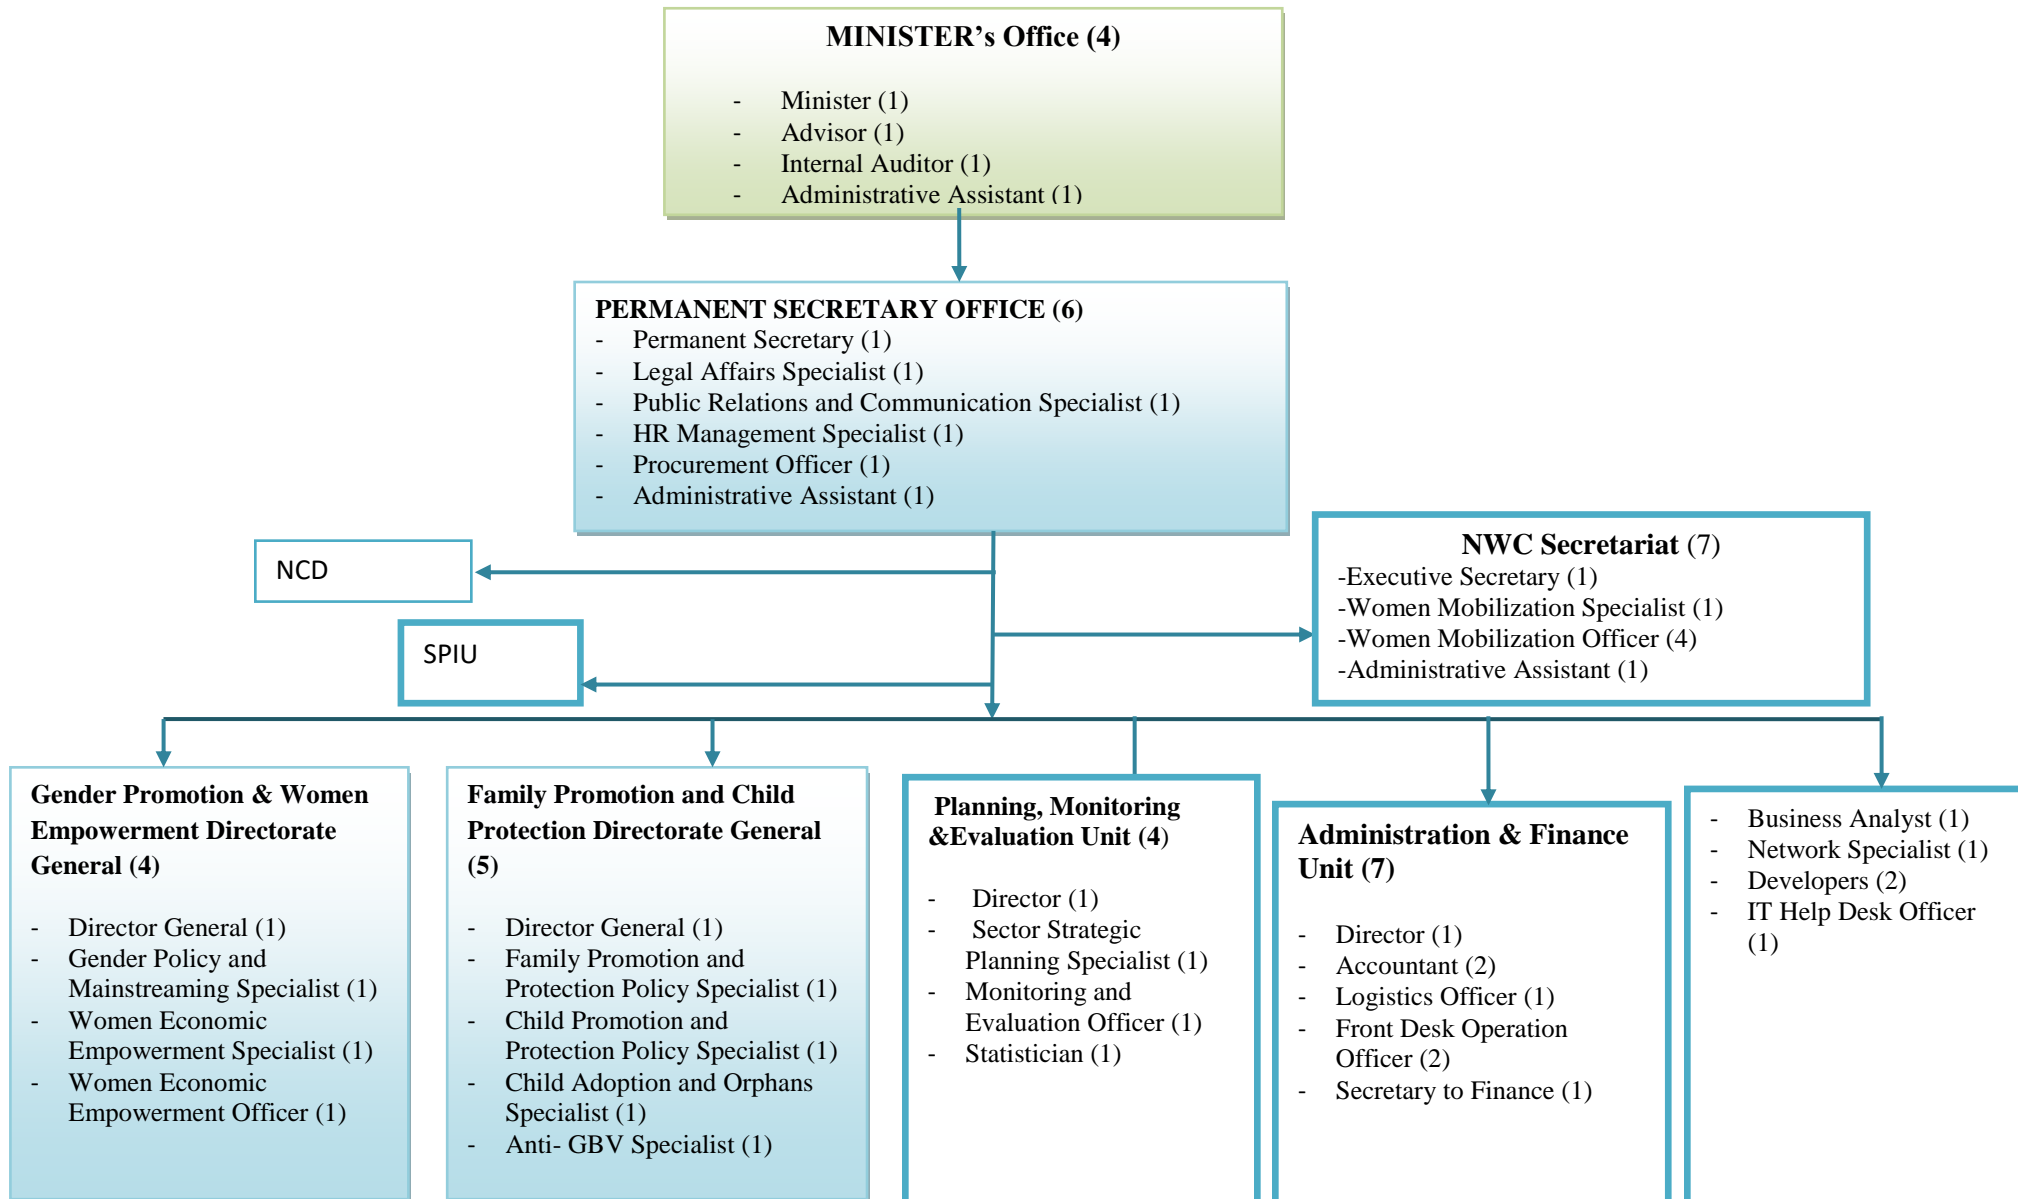 MINISTER’s Office (4)
- Minister (1)
- Advisor (1)
- Internal Auditor (1)
- Administrative Assistant (1)
PERMANENT SECRETARY OFFICE (6)
- Permanent Secretary (1)
- Legal Affairs Specialist (1)
- Public Relations and Communication Specialist (1)
- HR Management Specialist (1)
- Procurement Officer (1)
- Administrative Assistant (1)
NCD
NWC Secretariat (7)
-Executive Secretary (1)
-Women Mobilization Specialist (1)
-Women Mobilization Officer (4)
-Administrative Assistant (1)
SPIU
Gender Promotion & Women
Empowerment Directorate
General (4)
- Director General (1)
- Gender Policy and
Mainstreaming Specialist (1)
- Women Economic
Empowerment Specialist (1)
- Women Economic
Empowerment Officer (1)
Family Promotion and Child
Protection Directorate General
(5)
- Director General (1)
- Family Promotion and
Protection Policy Specialist (1)
- Child Promotion and
Protection Policy Specialist (1)
- Child Adoption and Orphans
Specialist (1)
- Anti- GBV Specialist (1)
Planning, Monitoring
&Evaluation Unit (4)
- Director (1)
- Sector Strategic
Planning Specialist (1)
- Monitoring and
Evaluation Officer (1)
- Statistician (1)
Administration & Finance
Unit (7)
- Director (1)
- Accountant (2)
- Logistics Officer (1)
- Front Desk Operation
Officer (2)
- Secretary to Finance (1)
- Business Analyst (1)
- Network Specialist (1)
- Developers (2)
- IT Help Desk Officer
(1)